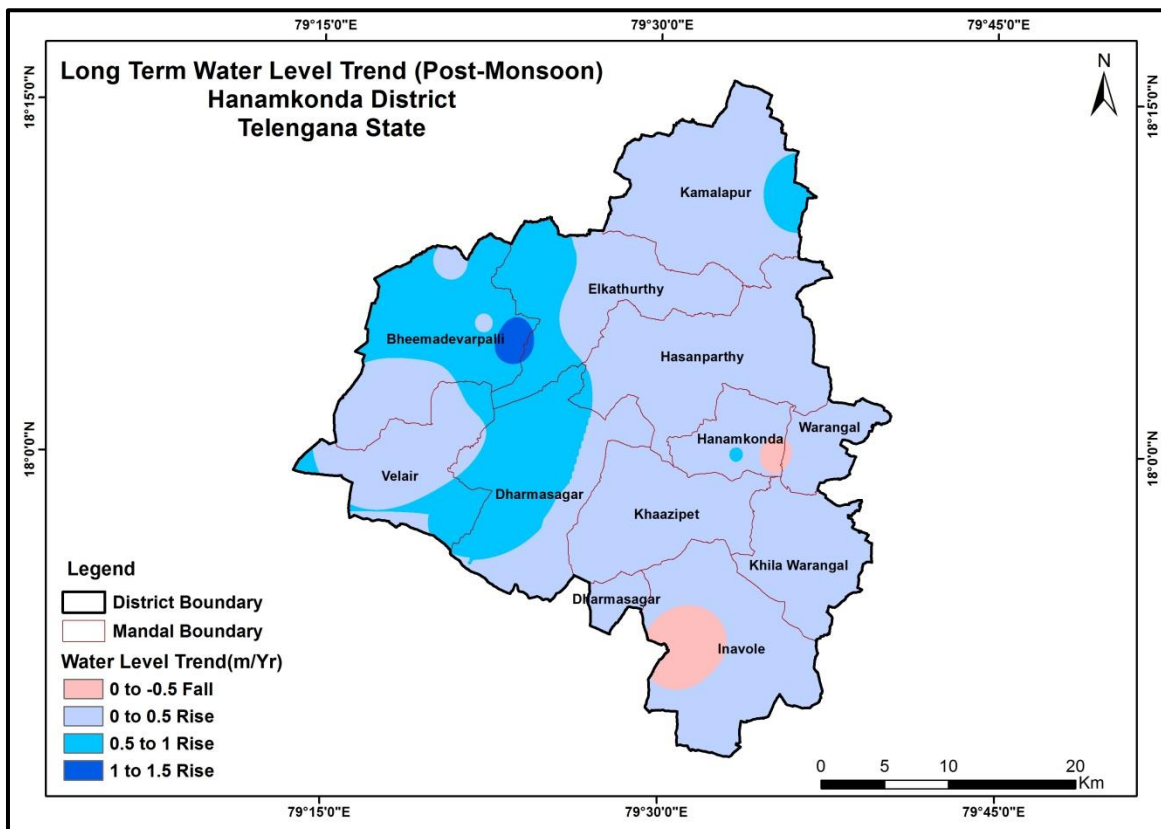 79°15'0"E
79°30'0"E
79°45'0"E
Long Term Water Level Trend (Post-Monsoon)
Hanamkonda District
Telengana State
N
18°15'0"N
18°15'0"N
Kamalapur
Elkathurthy
Bheemadevarpalli
Hasanparthy
Warangal
Hanamkonda
18°0'0"N
18°0'0"N
Velair
Dharmasagar
Khaazipet
Khila Warangal
Dharmasagar
Inavole
Legend
District Boundary
Mandal Boundary
Water Level Trend(m/Yr)
0 to -0.5 Fall
0 to 0.5 Rise
0.5 to 1 Rise
1 to 1.5 Rise
0 5 10 20
Km
79°15'0"E
79°30'0"E
79°45'0"E